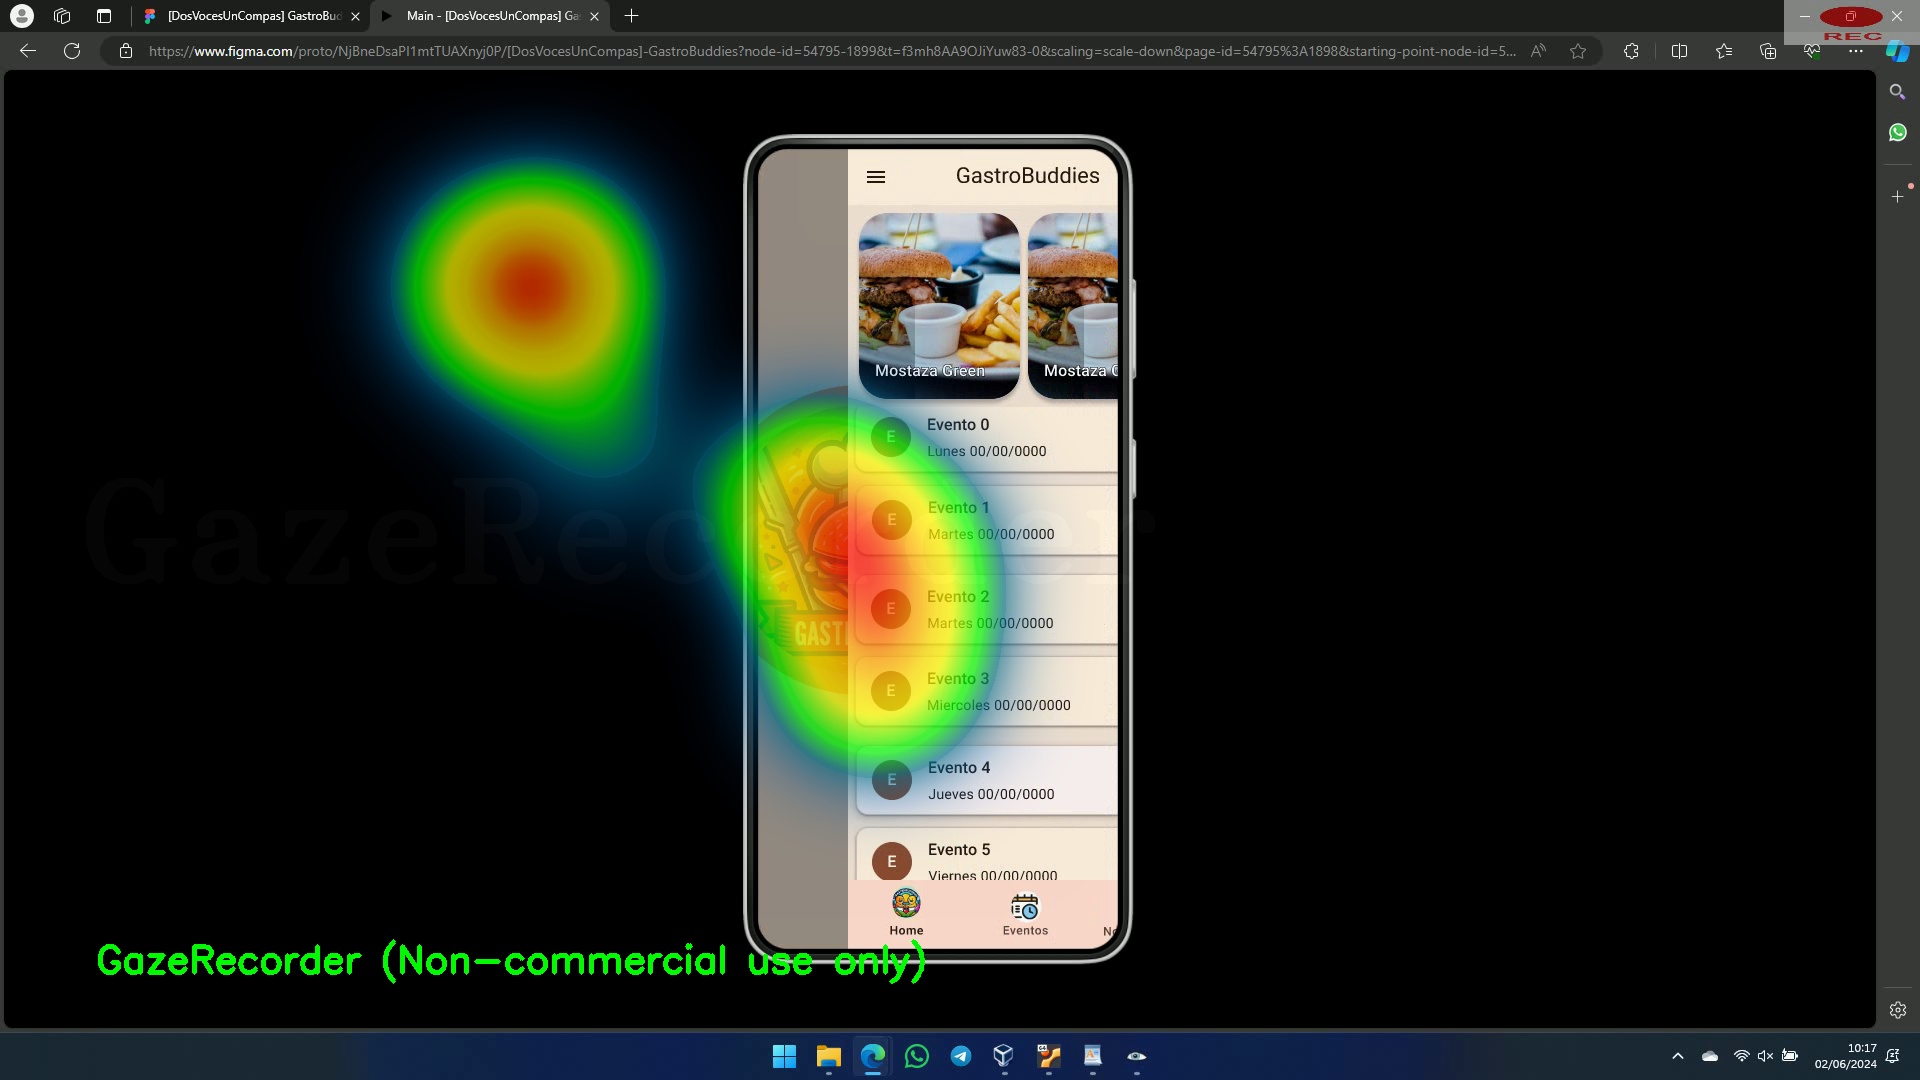 [DosVocesUnCompas] GastroBud
Main - [DosVocesUnCompas] Ga
REC
https://www.figma.com/proto/NjBneDsaPI1mtTUAXnyj0P/[DosVocesUnCompas]-GastroBuddies?node-id=54795-1899&t=f3mh8AA9OJiYuw83-0&scaling=scale-down&page-id=54795%3A1898&starting-point-node-id=5...
GastroBuddies
Mostaza Green
Mostaza G
E
Evento 0
Lunes 00/00/0000
GazeRecorder
E
Evento 1
Martes 00/00/0000
E
Evento 2
Martes 00/00/0000
GAST
E
Evento 3
Miercoles 00/00/0000
E
Evento 4
Jueves 00/00/0000
E
Evento 5
Viernes 00/00/0000
Home
Eventos
No
GazeRecorder (Non-commercial use only)
10:17
02/06/2024